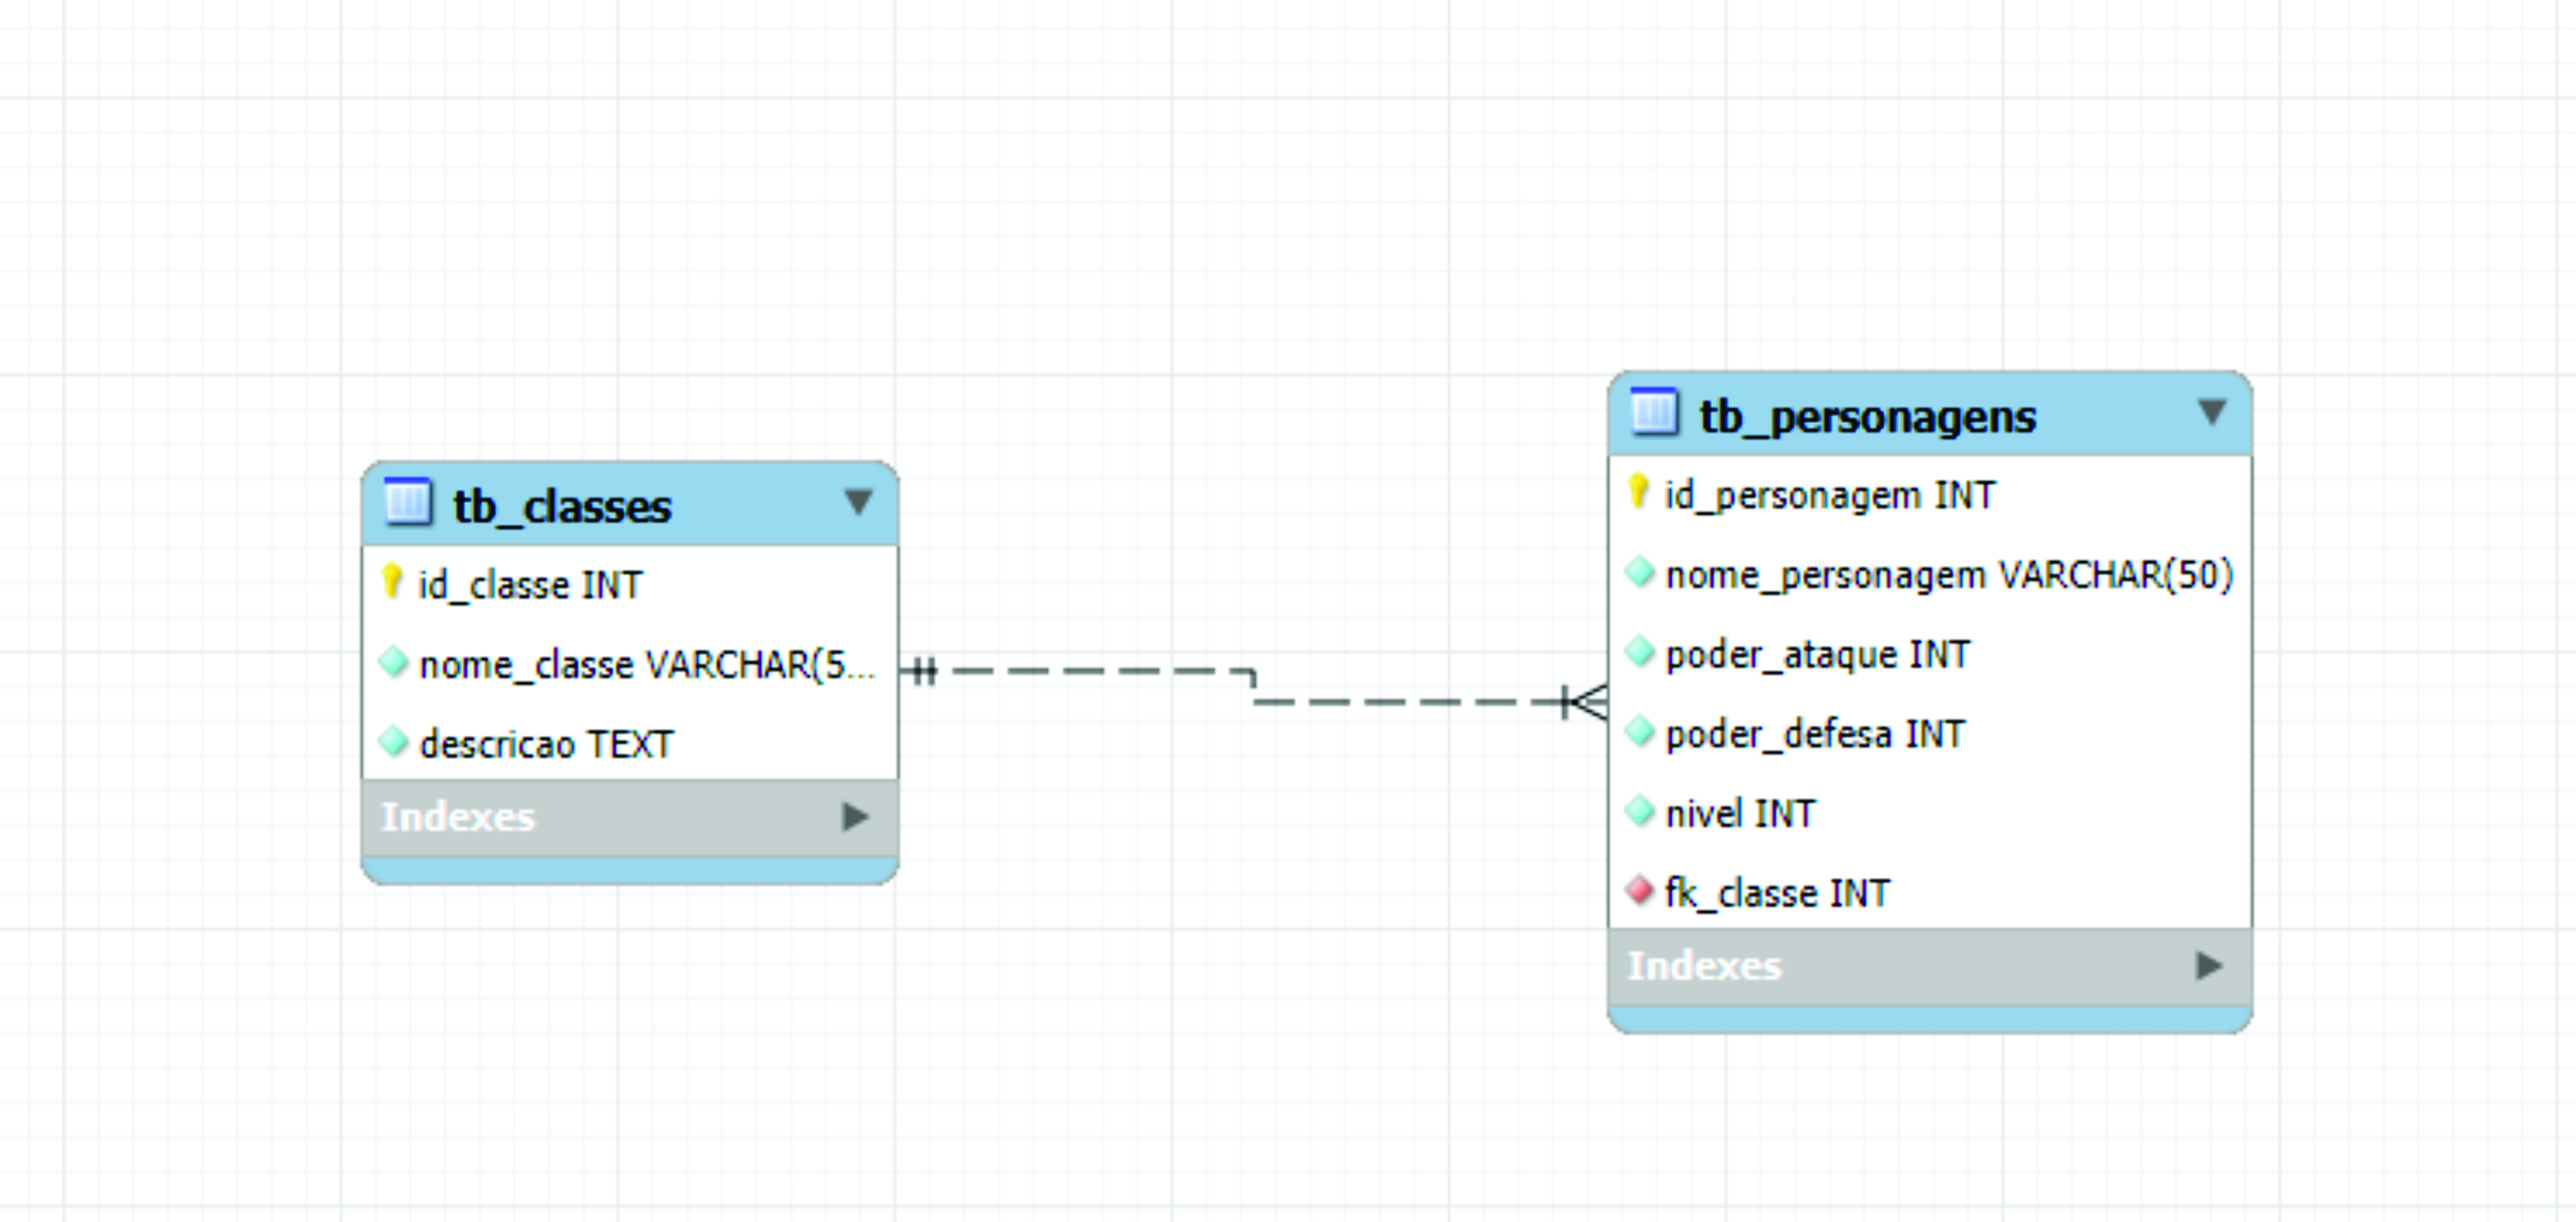 tb_classes
id_classe INT
nome_classe VARCHAR(5...
descricao TEXT
Indexes
tb_personagens
id_personagem INT
nome_personagem VARCHAR(50)
poder_ataque INT
poder_defesa INT
nivel INT
fk_classe INT
Indexes